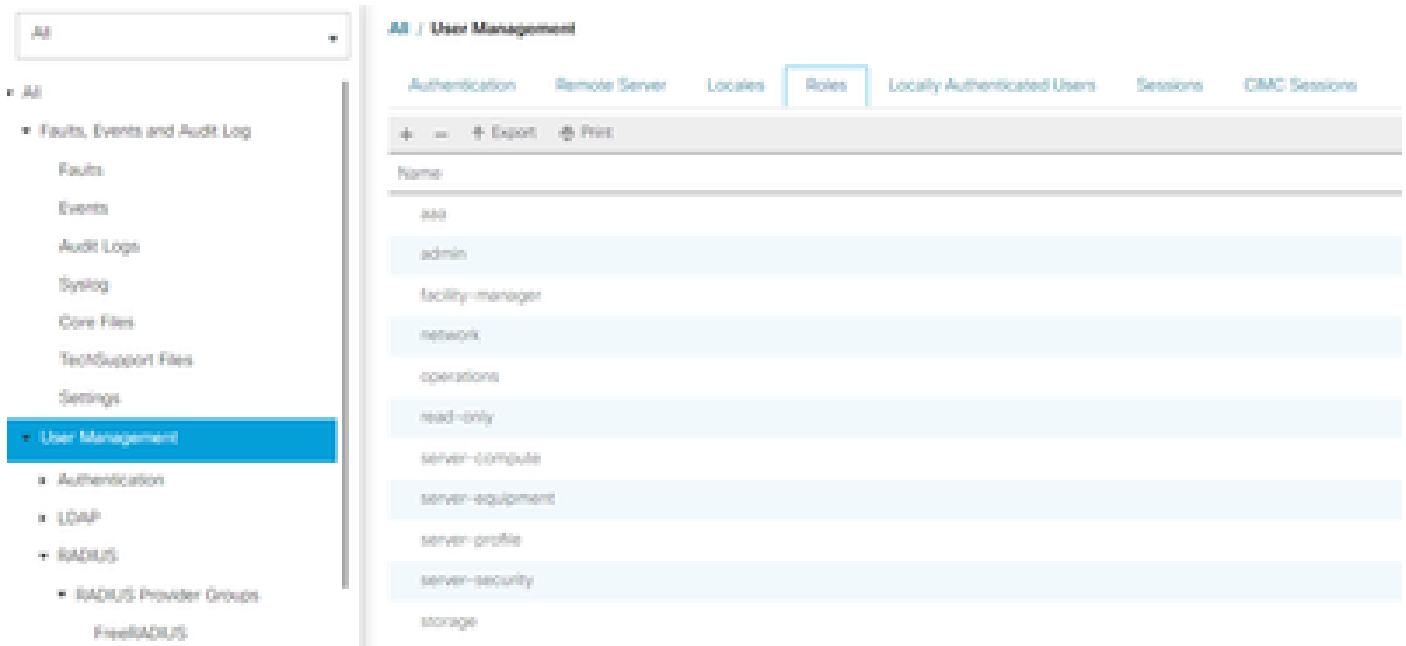 All
All
Faults, Events and Audit Log
Faults
Events
Audit Logs
Syslog
Core Files
TechSupport Files
Settings
User Management
Authentication
LDAP
RADIUS
RADIUS Provider Groups
FreeRADIUS
All / User Management
Authentication Remote Server Locales Roles Locally Authenticated Users Sessions CIMC Sessions
+ − Export Print
Name
aaa
admin
facility-manager
network
operations
read-only
server-compute
server-equipment
server-profile
server-security
storage